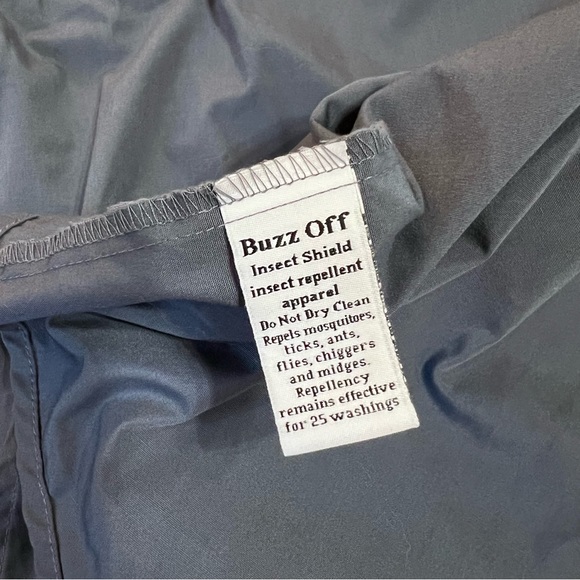 Buzz Off
Insect Shield
insect repellent
apparel
Do Not Dry Clean
Repels mosquitoes,
ticks, ants,
flies, chiggers
and midges.
Repellency
remains effective
for 25 washings